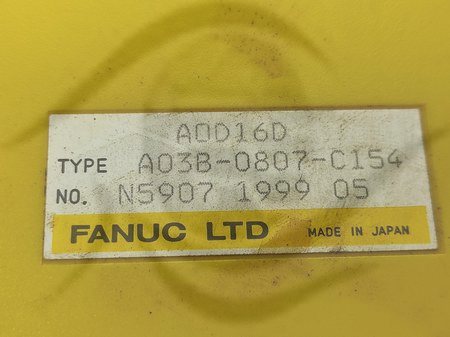 AOD16D
TYPE A03B-0807-C154
NO. N5907 1999 05
FANUC LTD MADE IN JAPAN